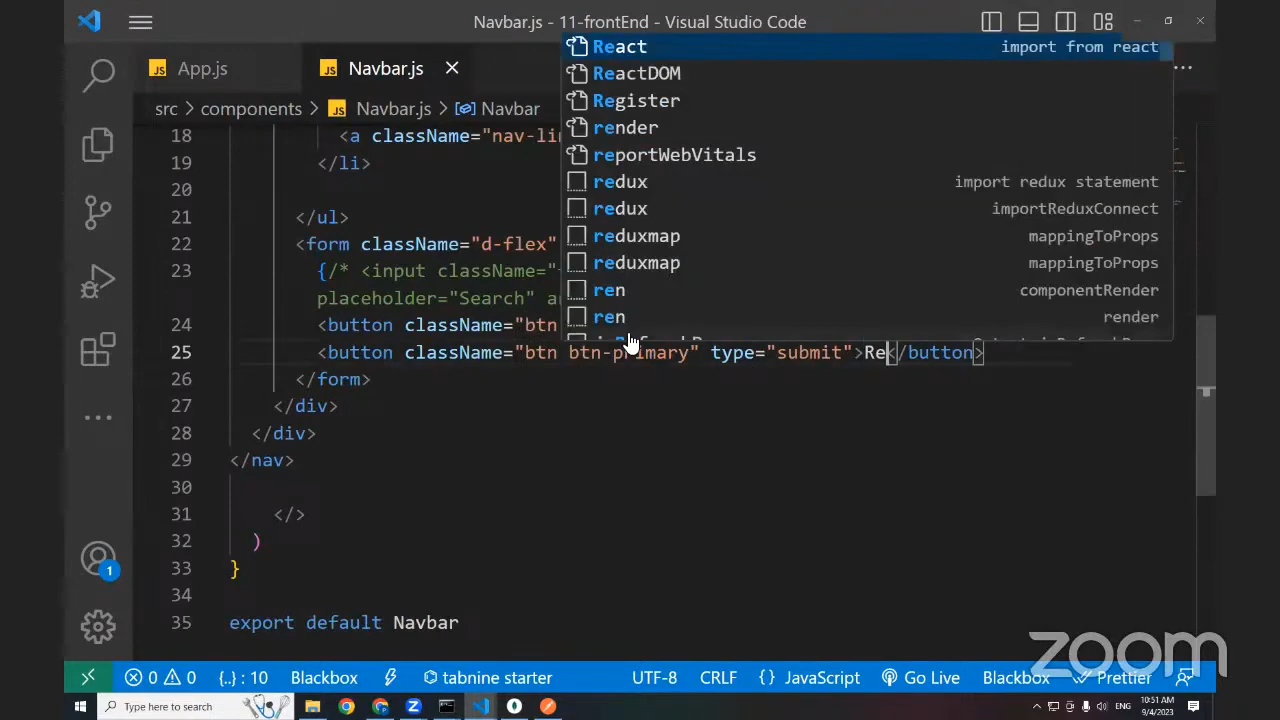 Navbar.js - 11-frontEnd - Visual Studio Code
JS App.js
JS Navbar.js
src > components > JS Navbar.js > Navbar
React import from react
ReactDOM
Register
render
reportWebVitals
redux import redux statement
redux importReduxConnect
reduxmap mappingToProps
reduxmap mappingToProps
ren componentRender
ren render
18 <a className="nav-li
19 </li>
20
21 </ul>
22 <form className="d-flex"
23 {/* <input className="
placeholder="Search" a
24 <button className="btn
25 <button className="btn btn-primary" type="submit">Re</button>
26 </form>
27 </div>
28 </div>
29 </nav>
30
31 </>
32 )
33 }
34
35 export default Navbar
1
zoom
0 0 {..} : 10 Blackbox tabnine starter UTF-8 CRLF {} JavaScript Go Live Blackbox Prettier
Type here to search
10:51 AM
9/4/2023